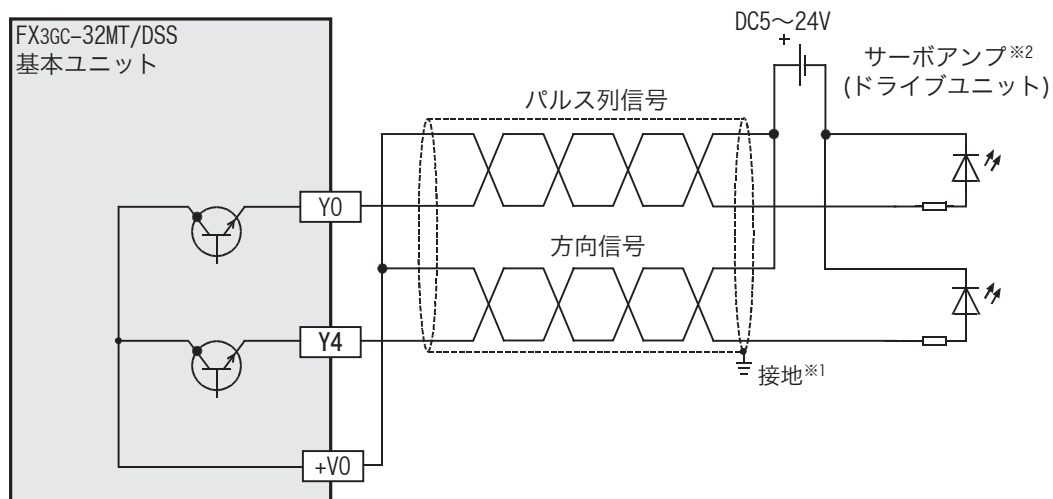 FX3GC-32MT/DSS
基本ユニット
DC5～24V
+
サーボアンプ※2
(ドライブユニット)
パルス列信号
Y0
方向信号
Y4
接地※1
+V0